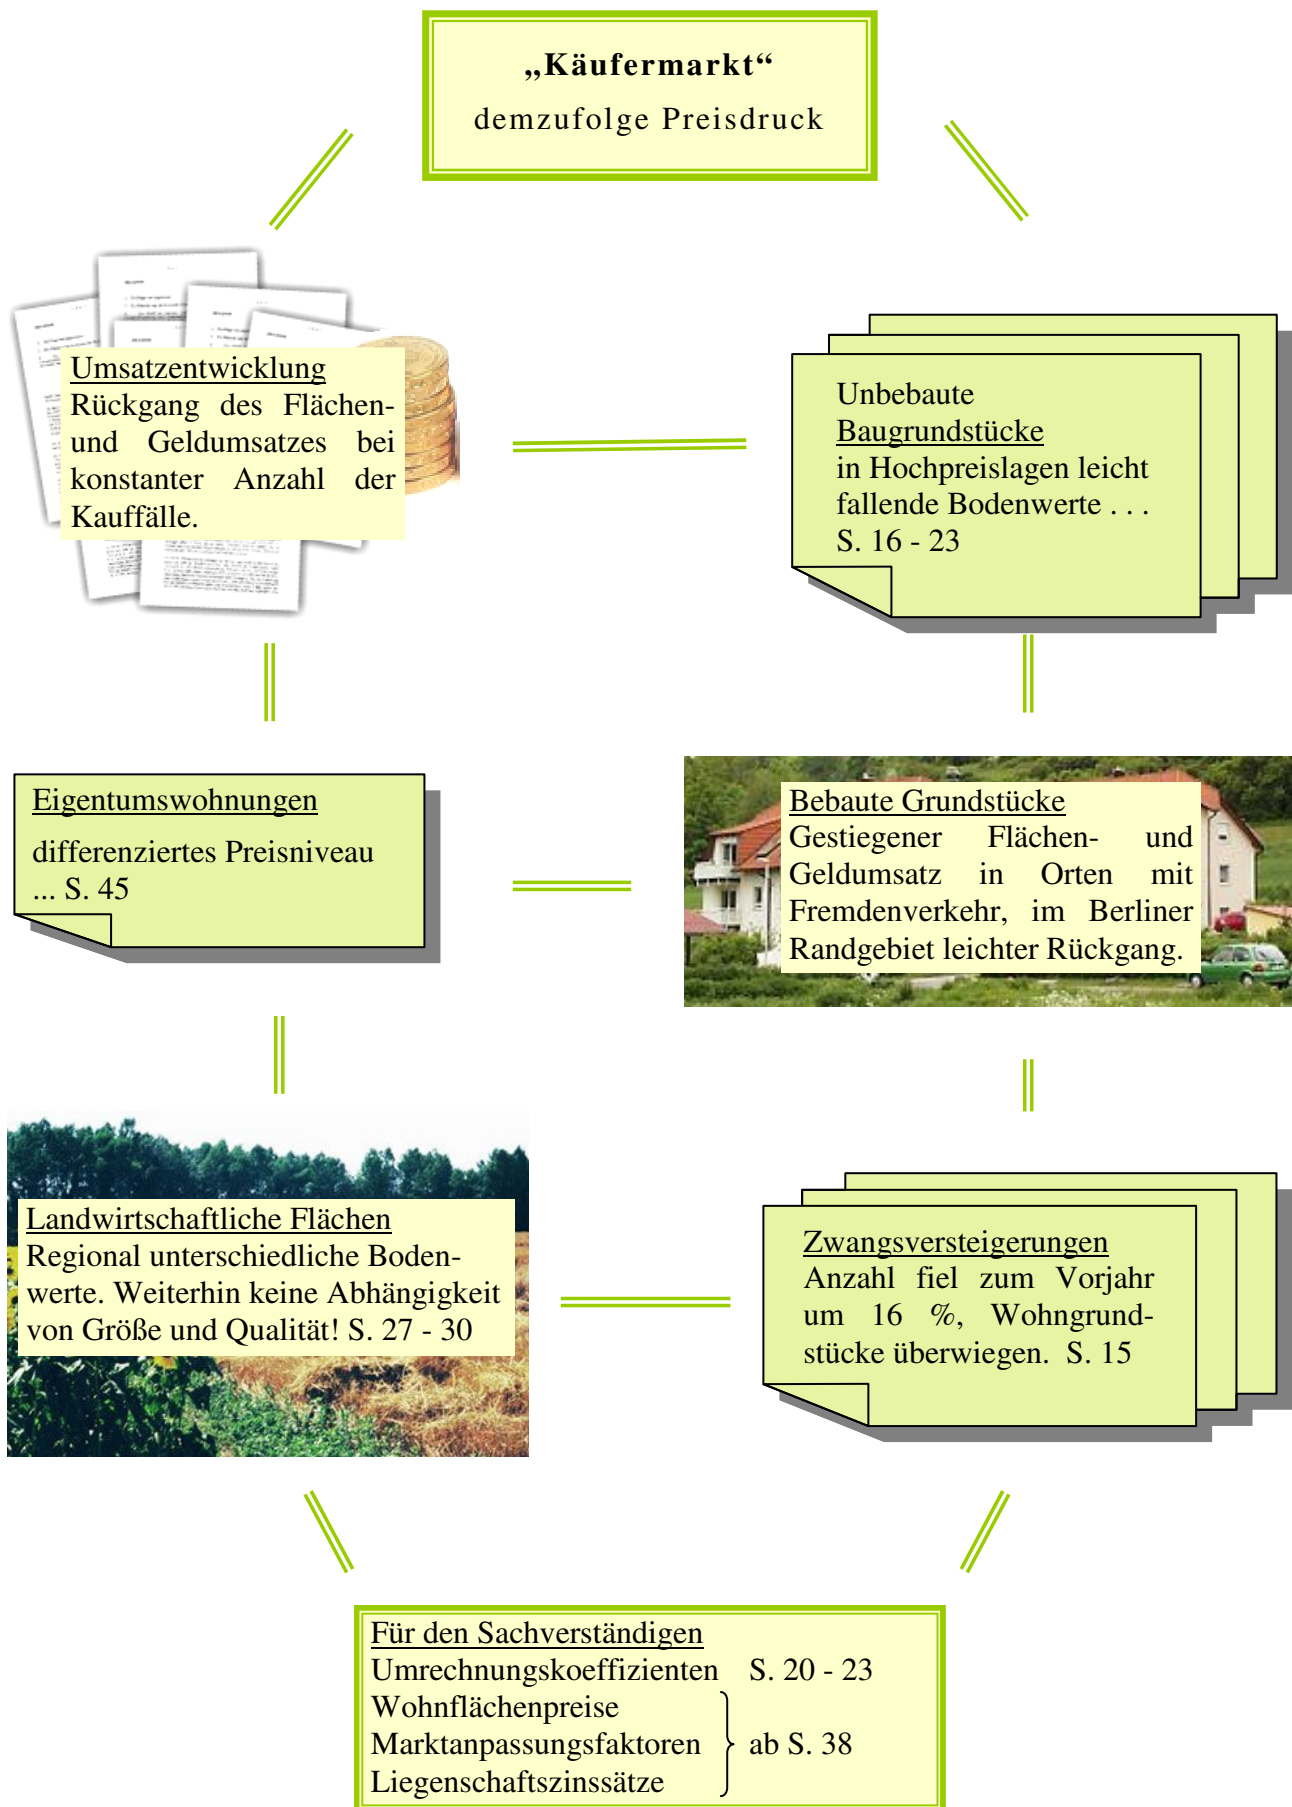 „Käufermarkt“
demzufolge Preisdruck
Umsatzentwicklung
Rückgang des Flächen-
und Geldumsatzes bei
konstanter Anzahl der
Kauffälle.
Unbebaute
Baugrundstücke
in Hochpreislagen leicht
fallende Bodenwerte . . .
S. 16 - 23
Eigentumswohnungen
differenziertes Preisniveau
... S. 45
Bebaute Grundstücke
Gestiegener Flächen- und
Geldumsatz in Orten mit
Fremdenverkehr, im Berliner
Randgebiet leichter Rückgang.
Landwirtschaftliche Flächen
Regional unterschiedliche Boden-
werte. Weiterhin keine Abhängigkeit
von Größe und Qualität! S. 27 - 30
Zwangsversteigerungen
Anzahl fiel zum Vorjahr
um 16 %, Wohngrund-
stücke überwiegen. S. 15
Für den Sachverständigen
Umrechnungskoeffizienten S. 20 - 23
Wohnflächenpreise
Marktanpassungsfaktoren ab S. 38
Liegenschaftszinssätze